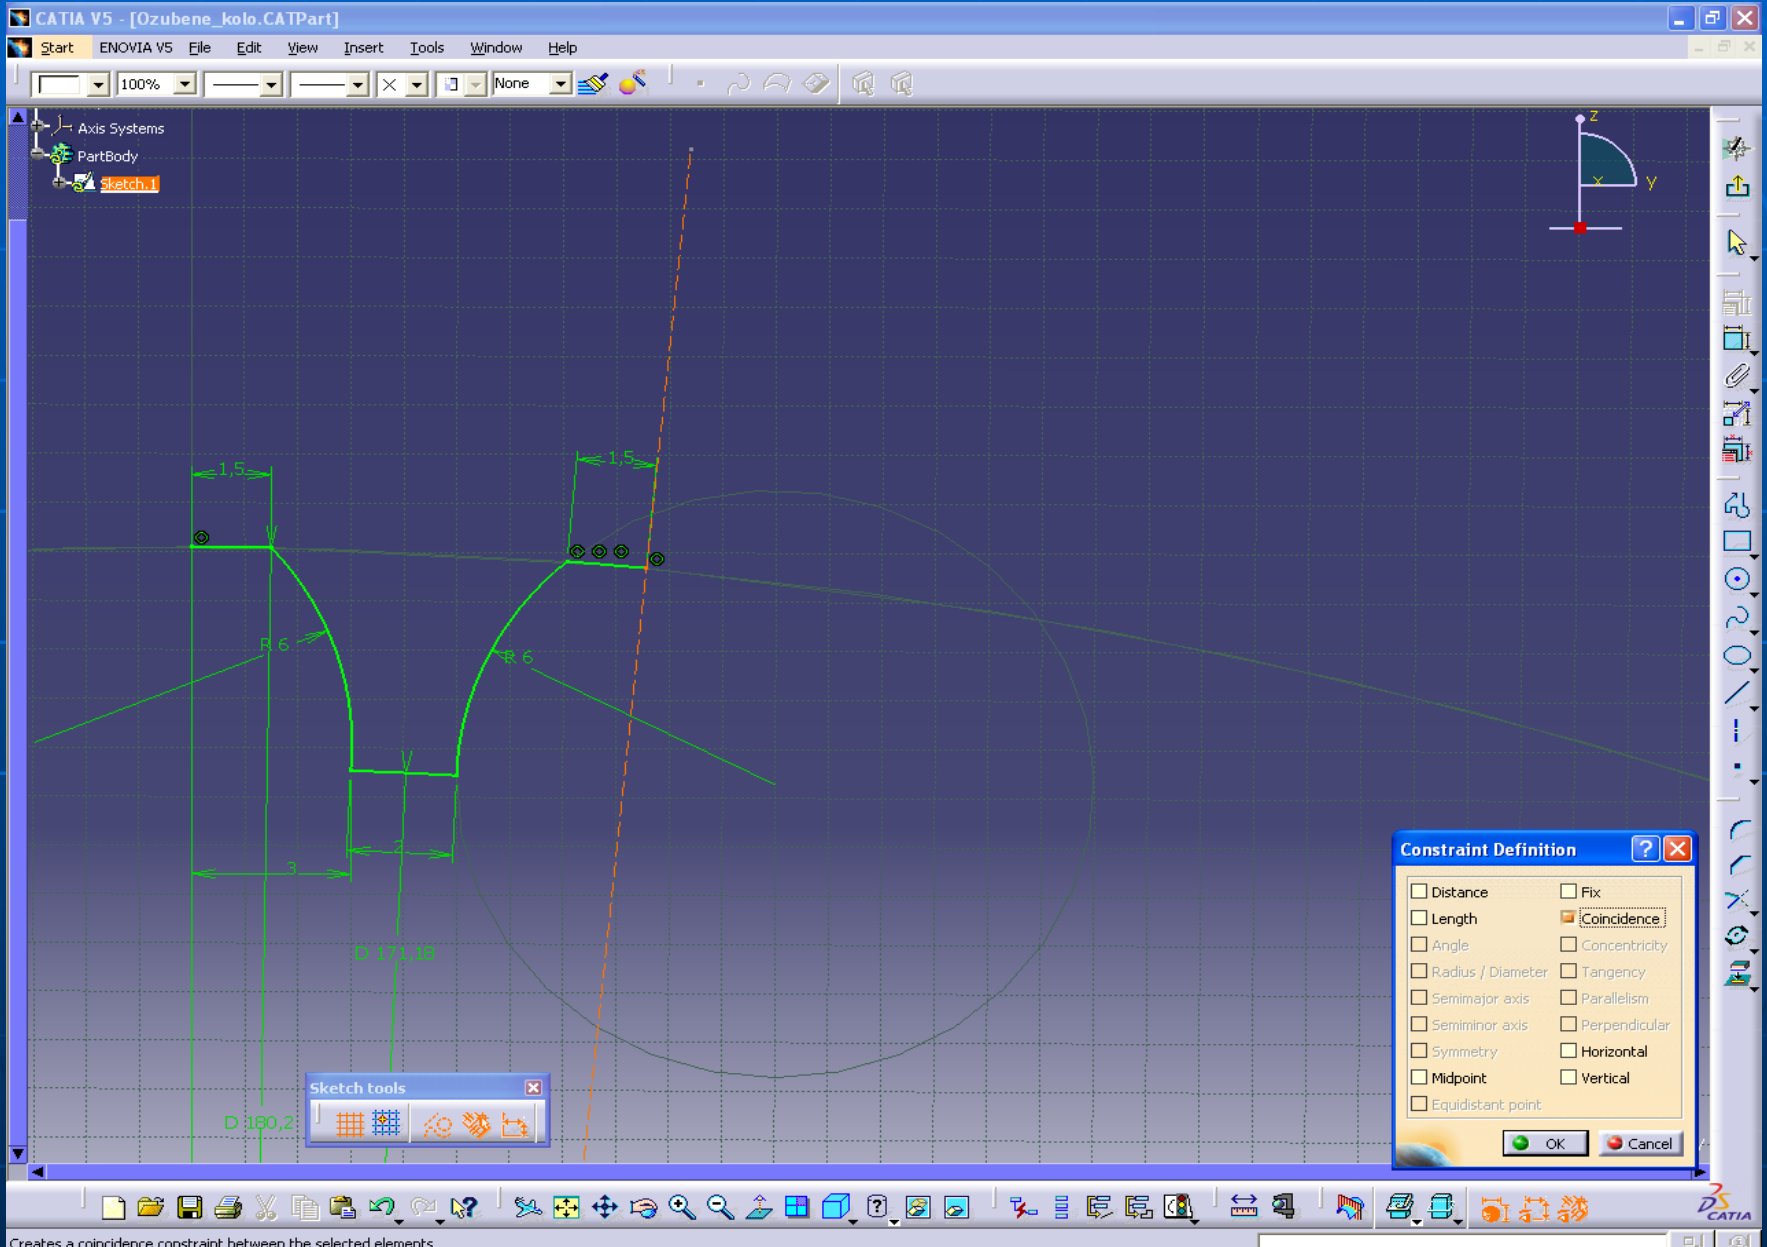 CATIA V5 - [Ozubene_kolo.CATPart]
Start ENOVIA V5 File Edit View Insert Tools Window Help
100% None
Axis Systems
PartBody
Sketch.1
z
x y
1,5
1,5
R 6
R 6
2
3
D 171,18
D 180,2
Sketch tools
Constraint Definition
Distance Fix
Length Coincidence
Angle Concentricity
Radius / Diameter Tangency
Semimajor axis Parallelism
Semiminor axis Perpendicular
Symmetry Horizontal
Midpoint Vertical
Equidistant point
OK Cancel
CATIA
Creates a coincidence constraint between the selected elements